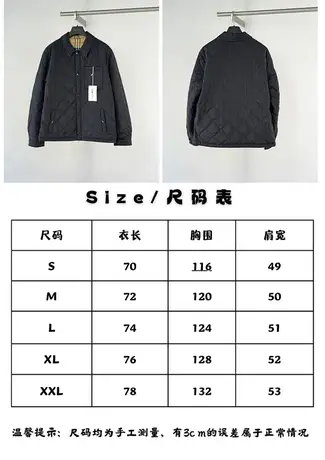 Size/尺码表
尺码 衣长 胸围 肩宽
S 70 116 49
M 72 120 50
L 74 124 51
XL 76 128 52
XXL 78 132 53
温馨提示：尺码均为手工测量、有3cm的误差属于正常情况